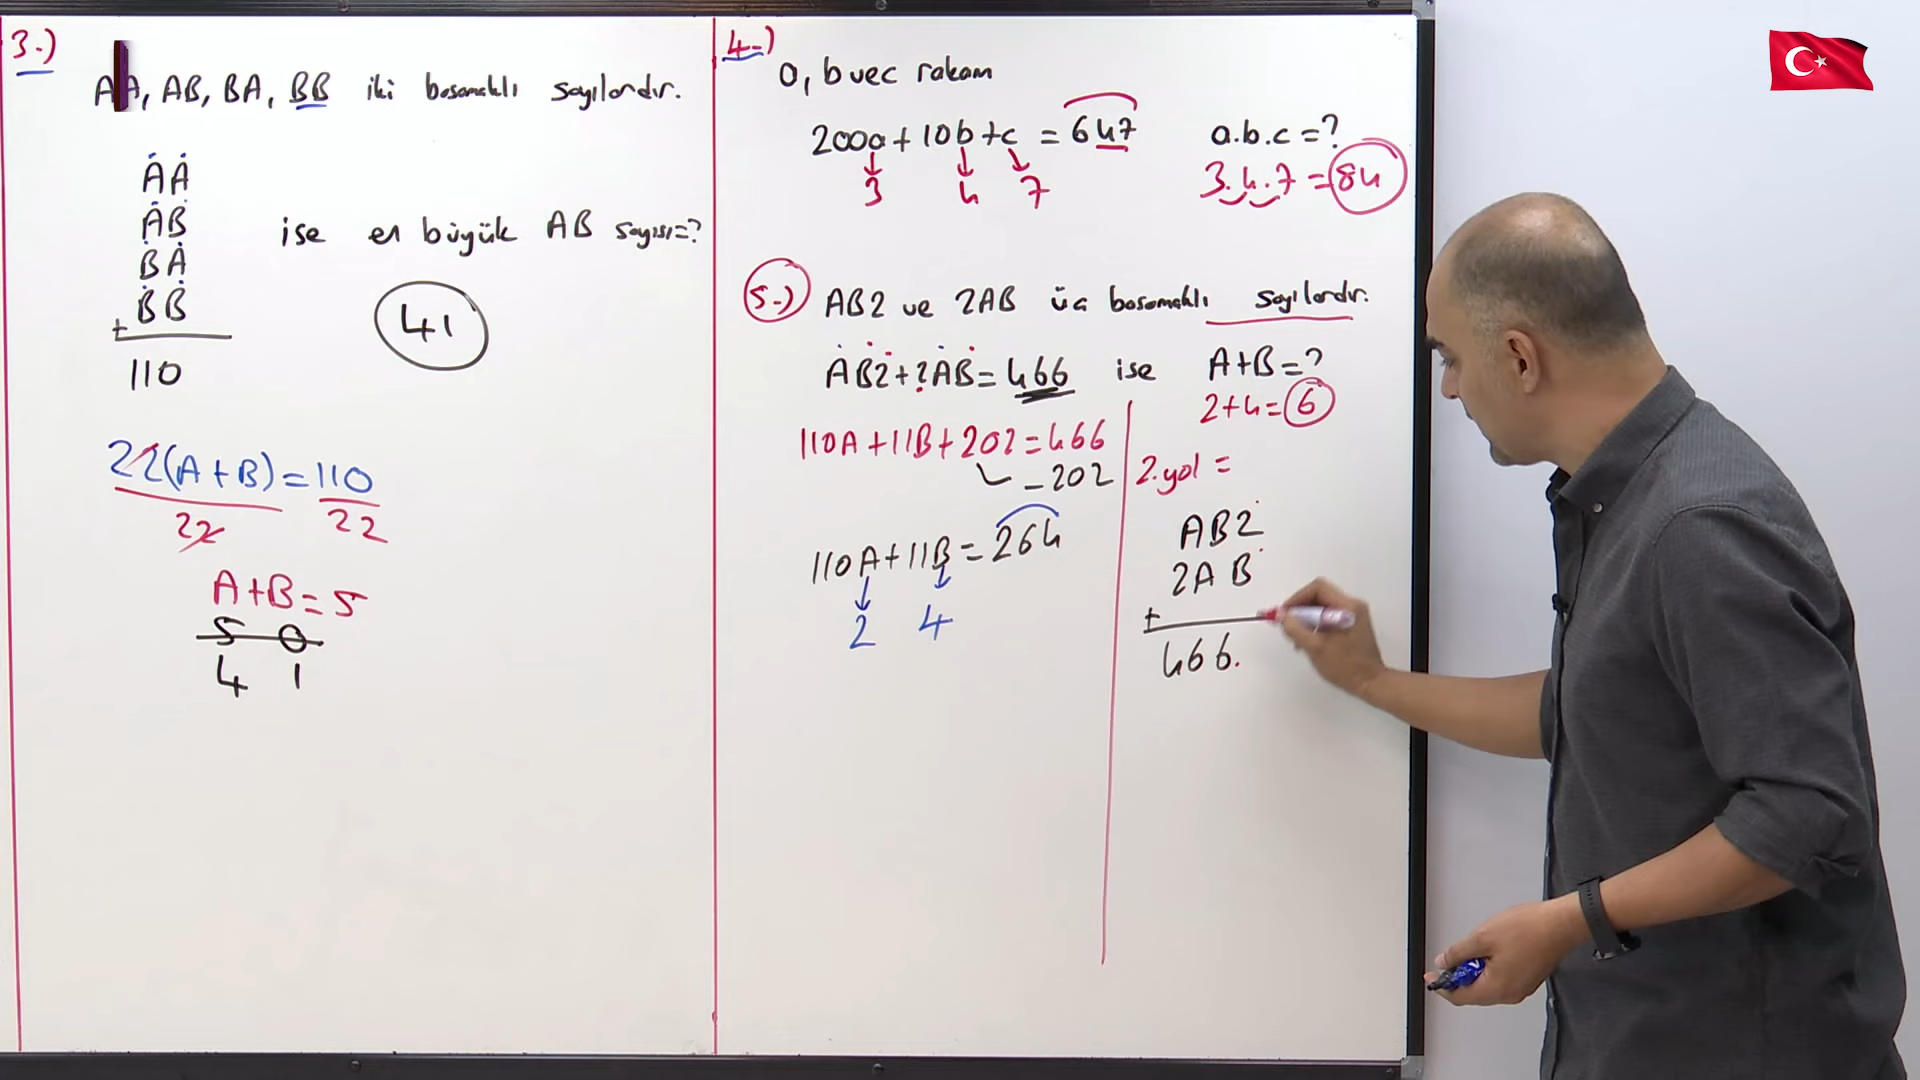 3.)
AA, AB, BA, BB iki basamaklı sayılardır.
AA
AB
BA
+ BB
110
ise en büyük AB sayısı=?
41
22(A+B)=110
22 22
A+B=5
5 0
4 1
4.)
a, b ve c rakam
200a+10b+c=647
3 4 7
a.b.c=?
3.4.7=84
5.) AB2 ve 2AB üç basamaklı sayılardır.
AB2+2AB=466 ise A+B=?
2+4=6
110A+11B+202=466
-202
110A+11B=264
2 4
2.yol=
AB2
2AB
+
466.